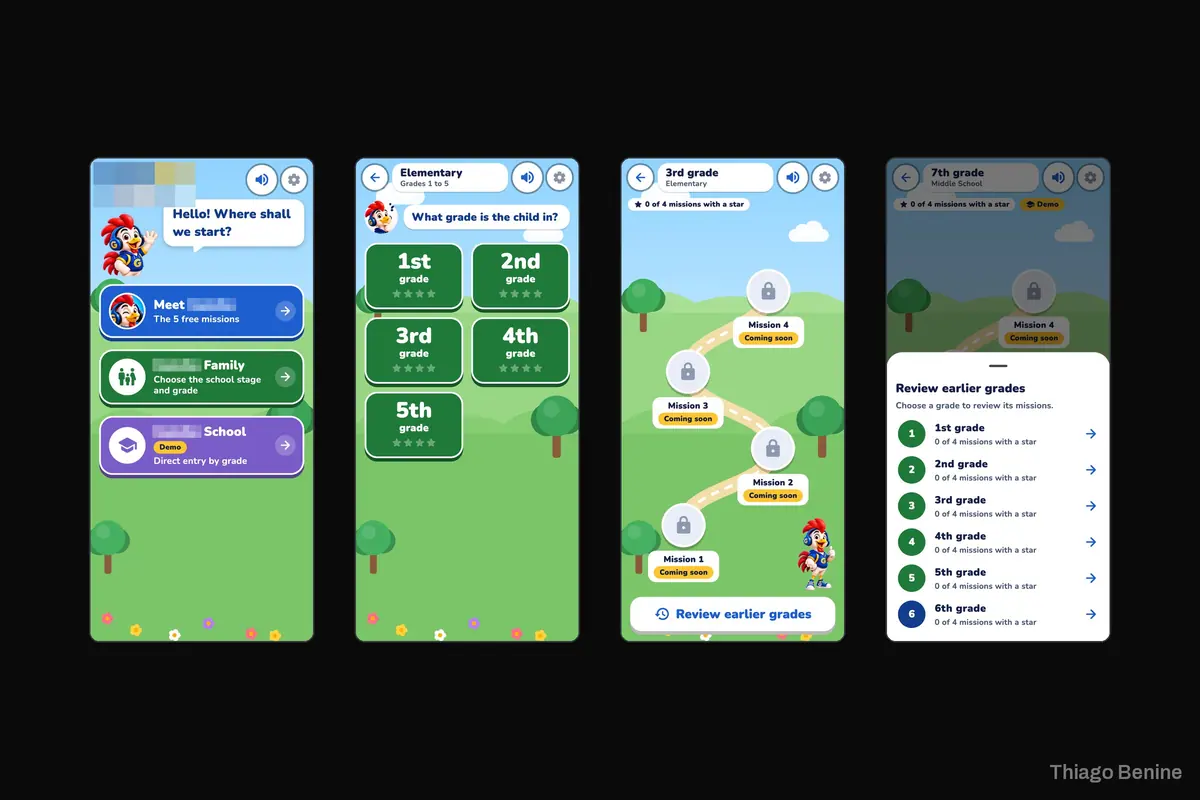 Hello! Where shall
we start?
Meet
The 5 free missions
Family
Choose the school stage
and grade
School
Demo
Direct entry by grade
Elementary
Grades 1 to 5
What grade is the child in?
1st
grade
2nd
grade
3rd
grade
4th
grade
5th
grade
3rd grade
Elementary
0 of 4 missions with a star
Mission 4
Coming soon
Mission 3
Coming soon
Mission 2
Coming soon
Mission 1
Coming soon
Review earlier grades
7th grade
Middle School
0 of 4 missions with a star
Demo
Mission 4
Coming soon
Review earlier grades
Choose a grade to review its missions.
1
1st grade
0 of 4 missions with a star
2
2nd grade
0 of 4 missions with a star
3
3rd grade
0 of 4 missions with a star
4
4th grade
0 of 4 missions with a star
5
5th grade
0 of 4 missions with a star
6
6th grade
0 of 4 missions with a star
Thiago Benine